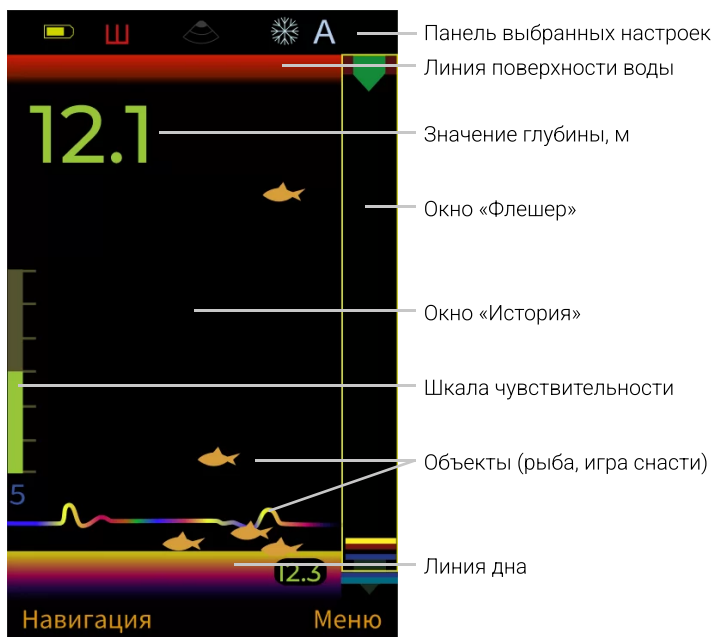 Ш А
Панель выбранных настроек
Линия поверхности воды
12.1
Значение глубины, м
Окно «Флешер»
Окно «История»
Шкала чувствительности
Объекты (рыба, игра снасти)
5
Линия дна
12.3
Навигация Меню